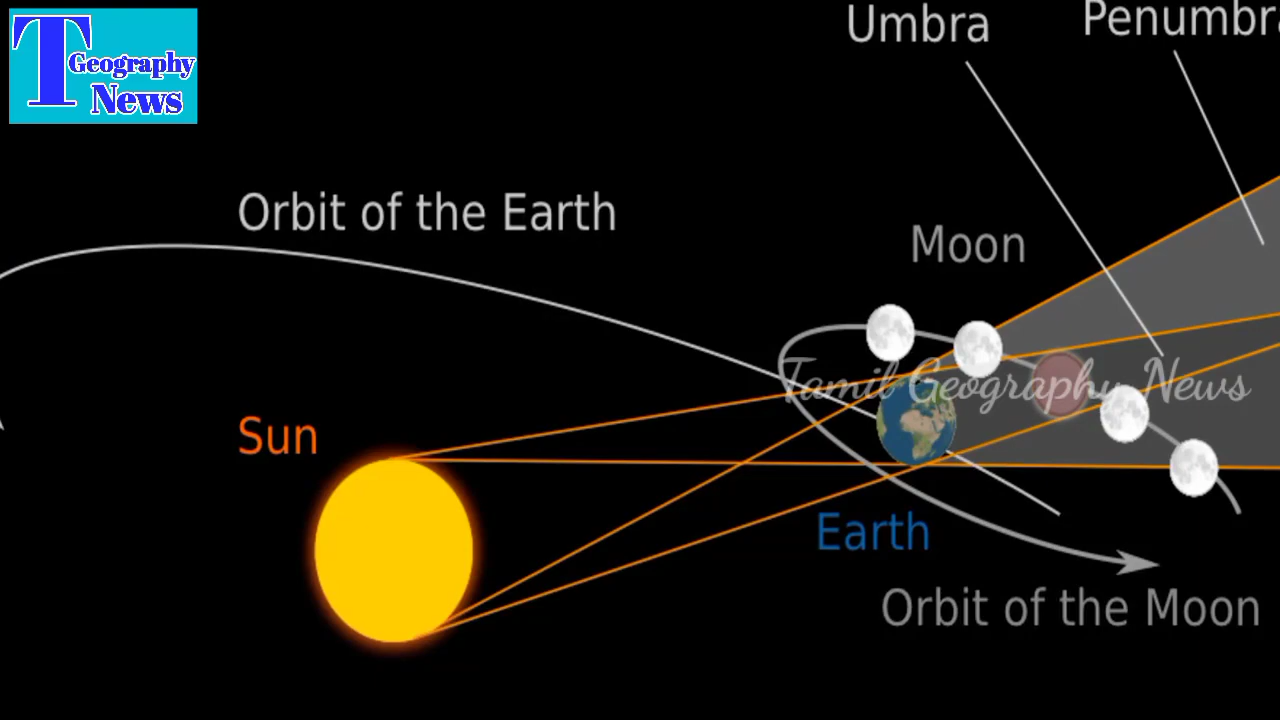 T
Geography
News
Umbra
Penumbra
Orbit of the Earth
Moon
Tamil Geography News
Sun
Earth
Orbit of the Moon